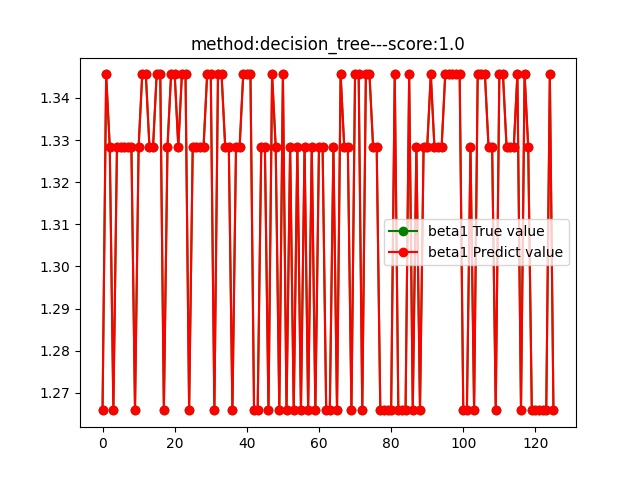 method:decision_tree---score:1.0
1.34
1.33
1.32
1.31
1.30
1.29
1.28
1.27
beta1 True value
beta1 Predict value
0 20 40 60 80 100 120